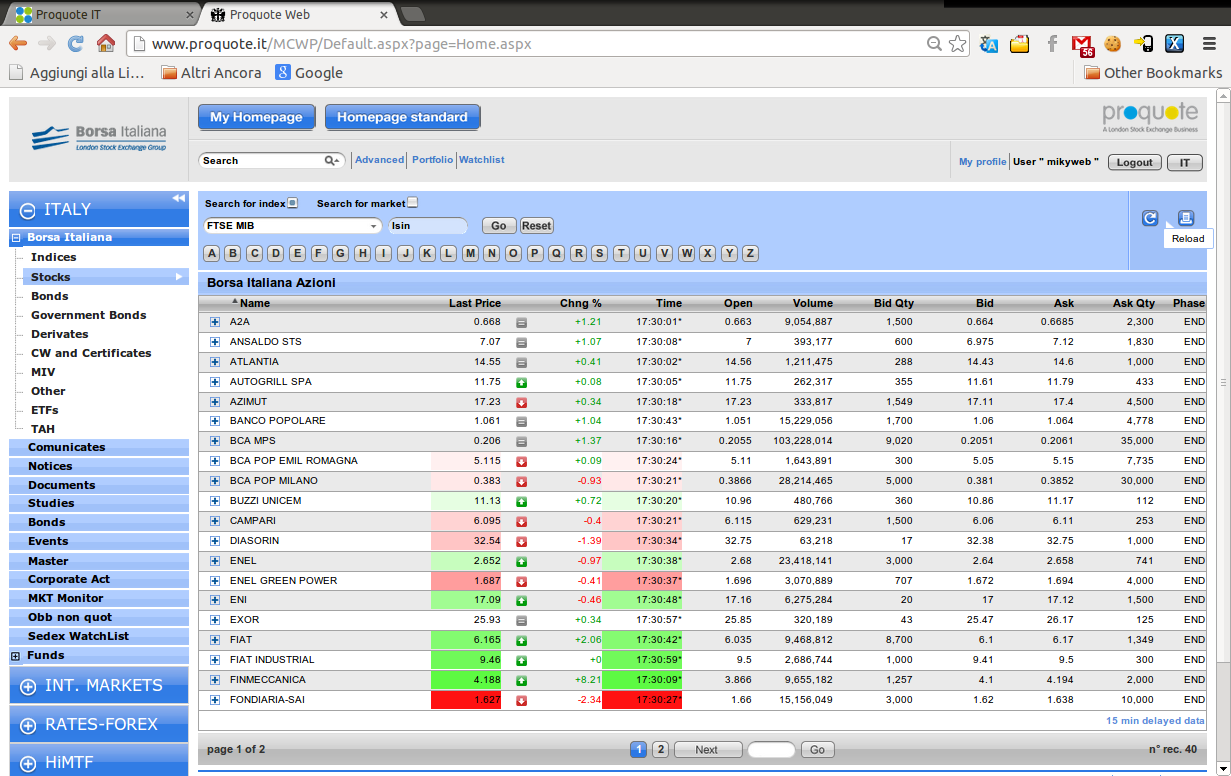 Proquote IT
Proquote Web
www.proquote.it/MCWP/Default.aspx?page=Home.aspx
56
Aggiungi alla Li... Altri Ancora Google Other Bookmarks
Borsa Italiana
London Stock Exchange Group
My Homepage Homepage standard
proquote
A London Stock Exchange Business
Search Advanced Portfolio Watchlist
My profile User " mikyweb " Logout IT
ITALY
Borsa Italiana
Indices
Stocks
Bonds
Government Bonds
Derivates
CW and Certificates
MIV
Other
ETFs
TAH
Comunicates
Notices
Documents
Studies
Bonds
Events
Master
Corporate Act
MKT Monitor
Obb non quot
Sedex WatchList
Funds
INT. MARKETS
RATES-FOREX
HiMTF
Search for index Search for market
FTSE MIB Isin Go Reset
Reload
A B C D E F G H I J K L M N O P Q R S T U V W X Y Z
Borsa Italiana Azioni
Name Last Price Chng % Time Open Volume Bid Qty Bid Ask Ask Qty Phase
A2A 0.668 +1.21 17:30:01* 0.663 9,054,887 1,500 0.664 0.6685 2,300 END
ANSALDO STS 7.07 +1.07 17:30:08* 7 393,177 600 6.975 7.12 1,830 END
ATLANTIA 14.55 +0.41 17:30:02* 14.56 1,211,475 288 14.43 14.6 1,000 END
AUTOGRILL SPA 11.75 +0.08 17:30:05* 11.75 262,317 355 11.61 11.79 433 END
AZIMUT 17.23 +0.34 17:30:18* 17.23 333,817 1,549 17.11 17.4 4,500 END
BANCO POPOLARE 1.061 +1.04 17:30:43* 1.051 15,229,056 1,700 1.06 1.064 4,778 END
BCA MPS 0.206 +1.37 17:30:16* 0.2055 103,228,014 9,020 0.2051 0.2061 35,000 END
BCA POP EMIL ROMAGNA 5.115 +0.09 17:30:24* 5.11 1,643,891 300 5.05 5.15 7,735 END
BCA POP MILANO 0.383 -0.93 17:30:21* 0.3866 28,214,465 5,000 0.381 0.3852 30,000 END
BUZZI UNICEM 11.13 +0.72 17:30:20* 10.96 480,766 360 10.86 11.17 112 END
CAMPARI 6.095 -0.4 17:30:21* 6.115 629,231 1,500 6.06 6.11 253 END
DIASORIN 32.54 -1.39 17:30:34* 32.75 63,218 17 32.38 32.75 1,000 END
ENEL 2.652 -0.97 17:30:38* 2.68 23,418,141 3,000 2.64 2.658 741 END
ENEL GREEN POWER 1.687 -0.41 17:30:37* 1.696 3,070,889 707 1.672 1.694 4,000 END
ENI 17.09 -0.46 17:30:48* 17.16 6,275,284 20 17 17.12 1,500 END
EXOR 25.93 +0.34 17:30:57* 25.85 320,189 43 25.47 26.17 125 END
FIAT 6.165 +2.06 17:30:42* 6.035 9,468,812 8,700 6.1 6.17 1,349 END
FIAT INDUSTRIAL 9.46 +0 17:30:59* 9.5 2,686,744 1,000 9.41 9.5 300 END
FINMECCANICA 4.188 +8.21 17:30:09* 3.866 9,655,182 1,257 4.1 4.194 2,000 END
FONDIARIA-SAI 1.627 -2.34 17:30:27* 1.66 15,156,049 3,000 1.62 1.638 10,000 END
15 min delayed data
page 1 of 2 1 2 Next Go n° rec. 40